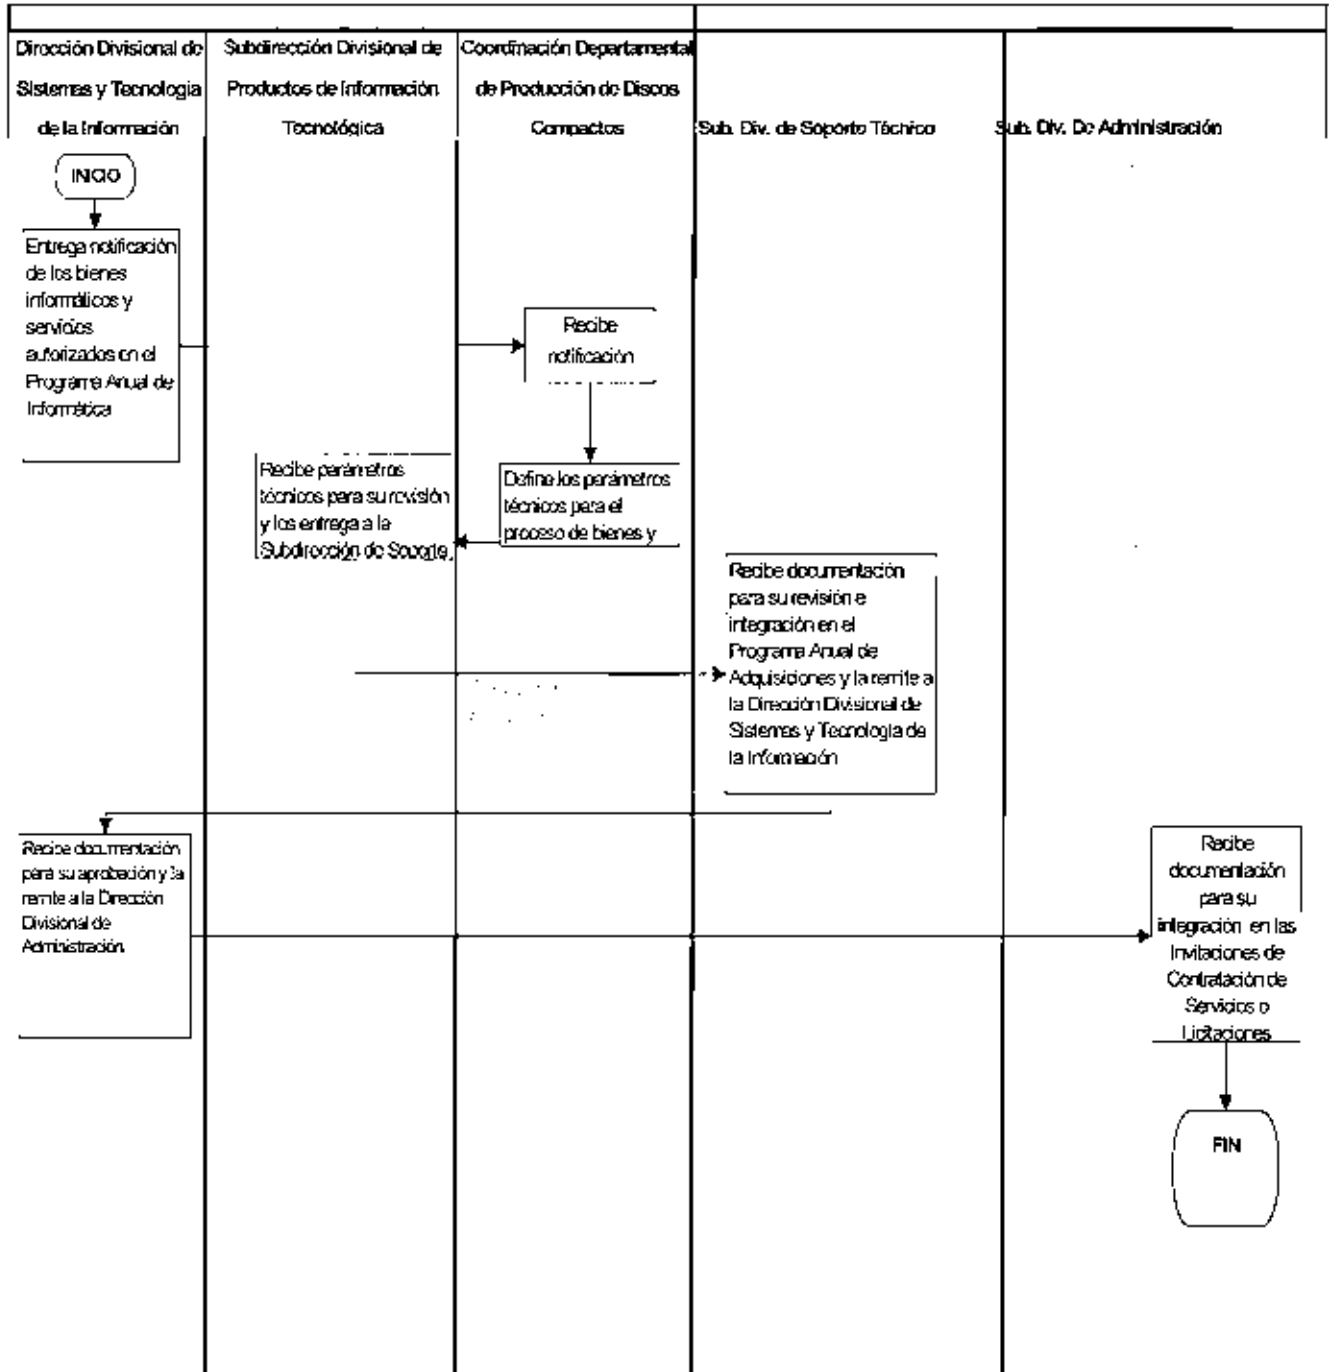 Dirección Divisional de
Sistemas y Tecnología
de la Información
Subdirección Divisional de
Productos de Información
Tecnológica
Coordinación Departamental
de Producción de Discos
Compactos
Sub. Div. de Soporte Técnico
Sub. Div. De Administración
INICIO
Entrega notificación
de los bienes
informáticos y
servicios
autorizados en el
Programa Anual de
Informática
Recibe
notificación
Recibe parámetros
técnicos para su revisión
y los entrega a la
Subdirección de Soporte
Define los parámetros
técnicos para el
proceso de bienes y
Recibe documentación
para su revisión e
integración en el
Programa Anual de
Adquisiciones y la remite a
la Dirección Divisional de
Sistemas y Tecnología de
la Información
Recibe documentación
para su aprobación y la
remite a la Dirección
Divisional de
Administración
Recibe
documentación
para su
integración en las
Invitaciones de
Contratación de
Servicios o
Licitaciones
FIN